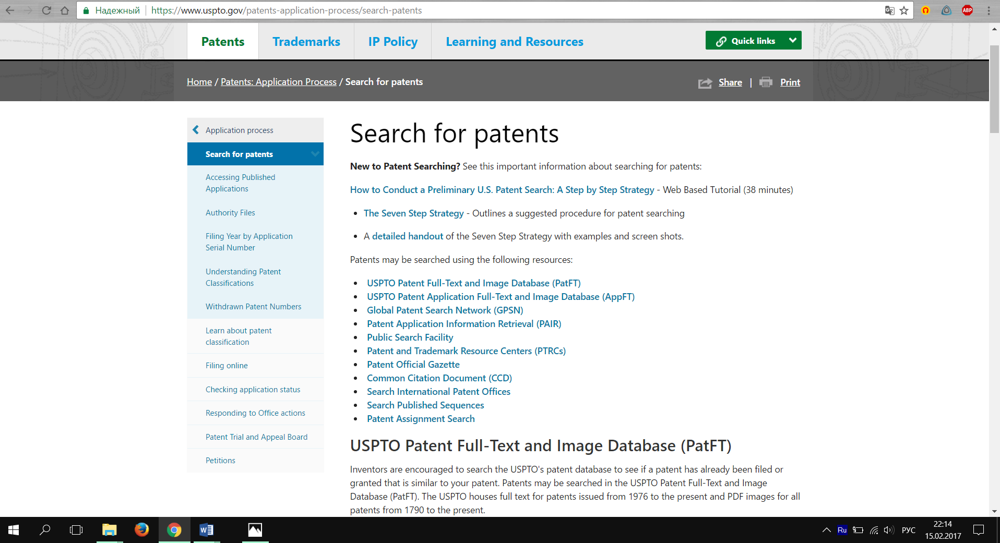 Надежный https://www.uspto.gov/patents-application-process/search-patents
ABP
Patents Trademarks IP Policy Learning and Resources Quick links
Home / Patents: Application Process / Search for patents Share | Print
Application process
Search for patents
Accessing Published
Applications
Authority Files
Filing Year by Application
Serial Number
Understanding Patent
Classifications
Withdrawn Patent Numbers
Learn about patent
classification
Filing online
Checking application status
Responding to Office actions
Patent Trial and Appeal Board
Petitions
Search for patents
New to Patent Searching? See this important information about searching for patents:
How to Conduct a Preliminary U.S. Patent Search: A Step by Step Strategy - Web Based Tutorial (38 minutes)
• The Seven Step Strategy - Outlines a suggested procedure for patent searching
• A detailed handout of the Seven Step Strategy with examples and screen shots.
Patents may be searched using the following resources:
• USPTO Patent Full-Text and Image Database (PatFT)
• USPTO Patent Application Full-Text and Image Database (AppFT)
• Global Patent Search Network (GPSN)
• Patent Application Information Retrieval (PAIR)
• Public Search Facility
• Patent and Trademark Resource Centers (PTRCs)
• Patent Official Gazette
• Common Citation Document (CCD)
• Search International Patent Offices
• Search Published Sequences
• Patent Assignment Search
USPTO Patent Full-Text and Image Database (PatFT)
Inventors are encouraged to search the USPTO's patent database to see if a patent has already been filed or
granted that is similar to your patent. Patents may be searched in the USPTO Patent Full-Text and Image
Database (PatFT). The USPTO houses full text for patents issued from 1976 to the present and PDF images for all
patents from 1790 to the present.
Ru РУС 22:14
15.02.2017